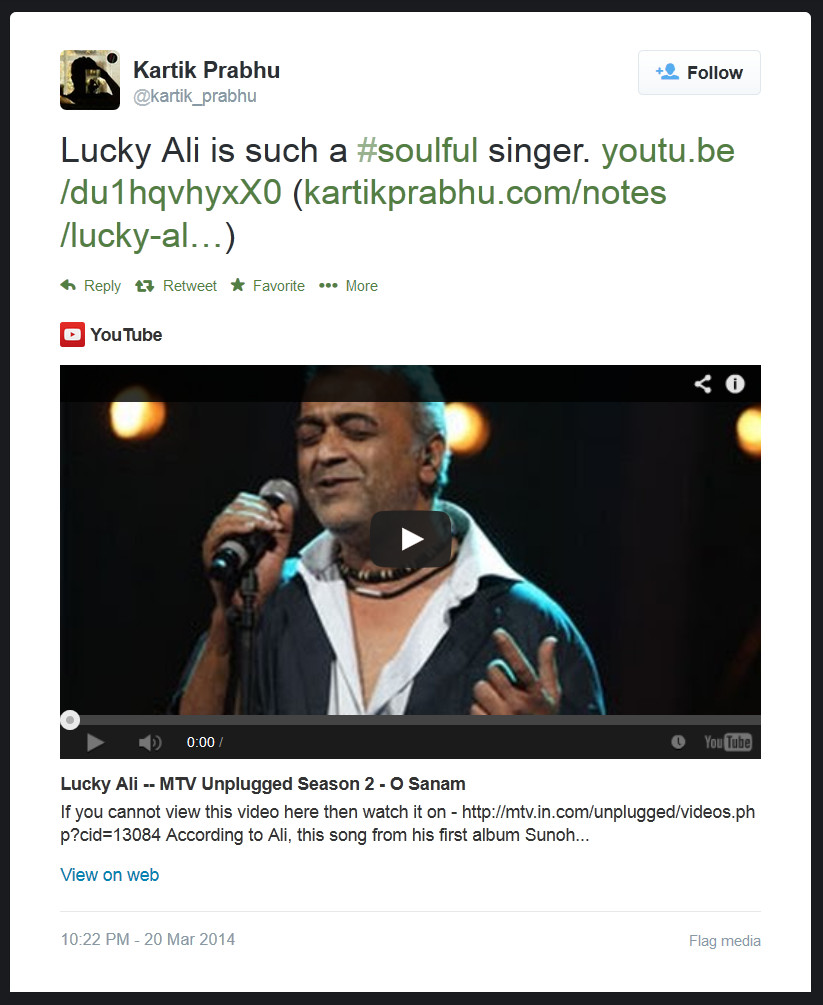 Kartik Prabhu
@kartik_prabhu
Follow
Lucky Ali is such a #soulful singer. youtu.be
/du1hqvhyxX0 (kartikprabhu.com/notes
/lucky-al…)
Reply Retweet Favorite More
YouTube
0:00 /
YouTube
Lucky Ali -- MTV Unplugged Season 2 - O Sanam
If you cannot view this video here then watch it on - http://mtv.in.com/unplugged/videos.ph
p?cid=13084 According to Ali, this song from his first album Sunoh...
View on web
10:22 PM - 20 Mar 2014
Flag media